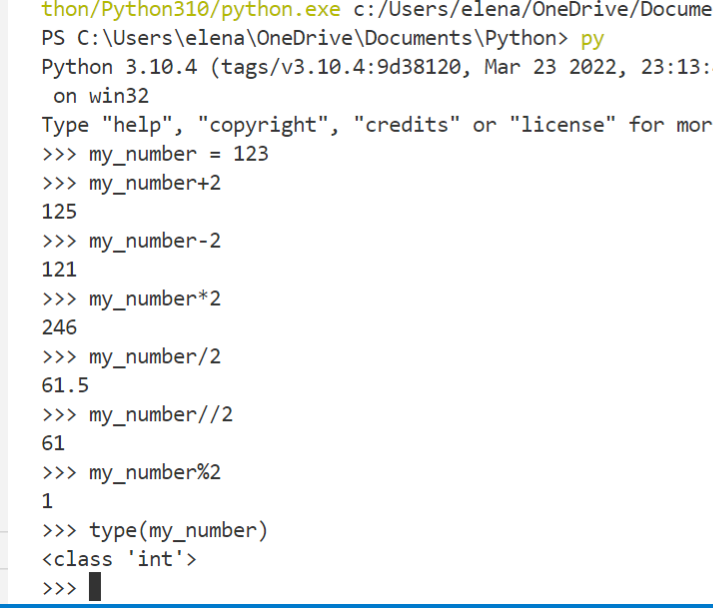 thon/Python310/python.exe c:/Users/elena/OneDrive/Docume
PS C:\Users\elena\OneDrive\Documents\Python> py
Python 3.10.4 (tags/v3.10.4:9d38120, Mar 23 2022, 23:13:
 on win32
Type "help", "copyright", "credits" or "license" for mor
>>> my_number = 123
>>> my_number+2
125
>>> my_number-2
121
>>> my_number*2
246
>>> my_number/2
61.5
>>> my_number//2
61
>>> my_number%2
1
>>> type(my_number)
<class 'int'>
>>>